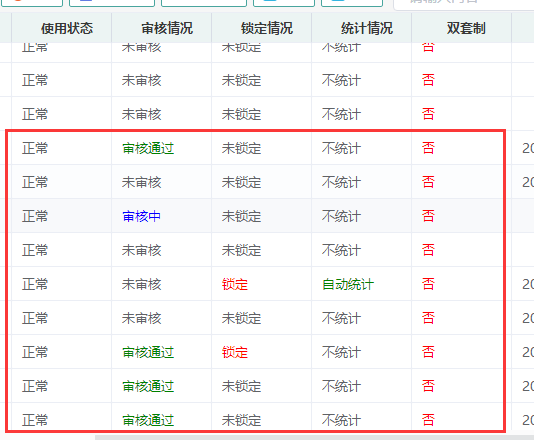 使用状态 审核情况 锁定情况 统计情况 双套制
正常 未审核 未锁定 不统计 否
正常 未审核 未锁定 不统计 否
正常 未审核 未锁定 不统计 否
正常 审核通过 未锁定 不统计 否 20
正常 未审核 未锁定 不统计 否 20
正常 审核中 未锁定 不统计 否
正常 未审核 未锁定 不统计 否
正常 未审核 锁定 自动统计 否 20
正常 未审核 未锁定 不统计 否 20
正常 审核通过 锁定 不统计 否 20
正常 审核通过 未锁定 不统计 否 20
正常 审核通过 未锁定 不统计 否 20